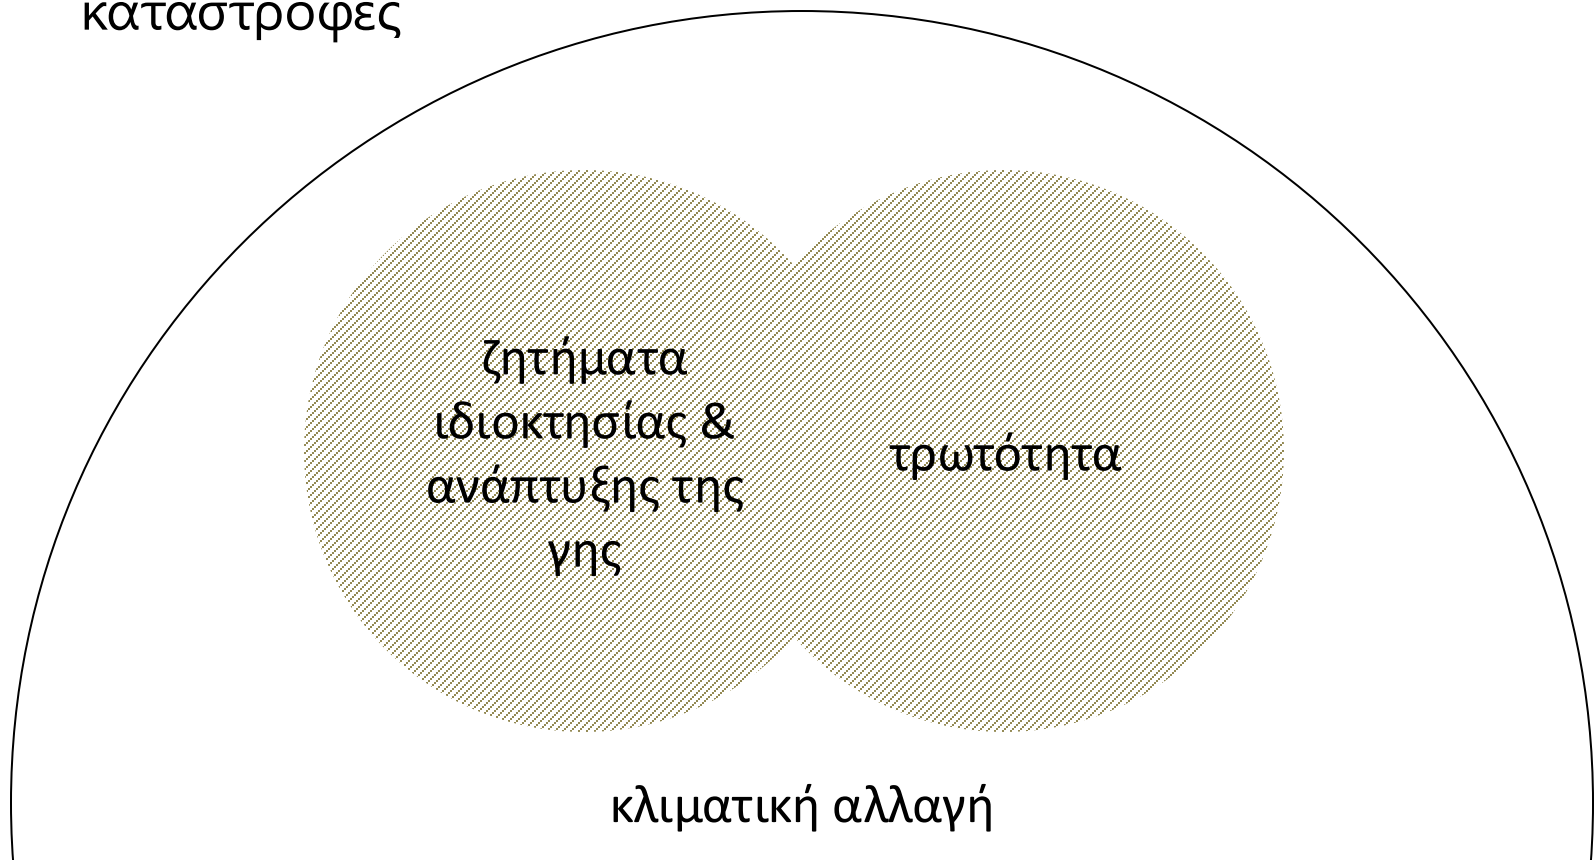 καταστροφές
ζητήματα
ιδιοκτησίας &
ανάπτυξης της
γης
τρωτότητα
κλιματική αλλαγή